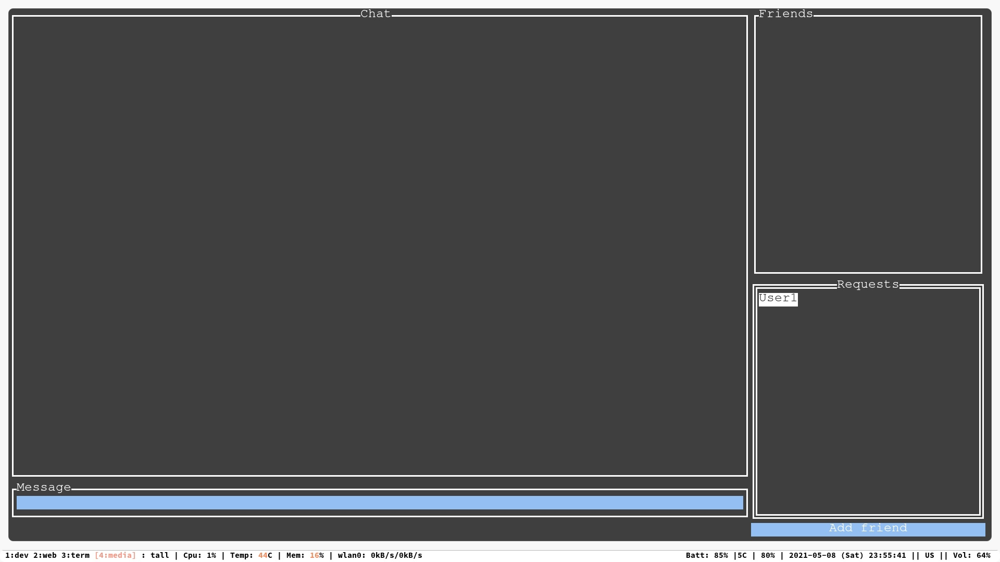 Chat
Friends
Requests
User1
Message
Add friend
1:dev 2:web 3:term [4:media] : tall | Cpu: 1% | Temp: 44C | Mem: 16% | wlan0: 0kB/s/0kB/s
Batt: 85% |5C | 80% | 2021-05-08 (Sat) 23:55:41 || US || Vol: 64%